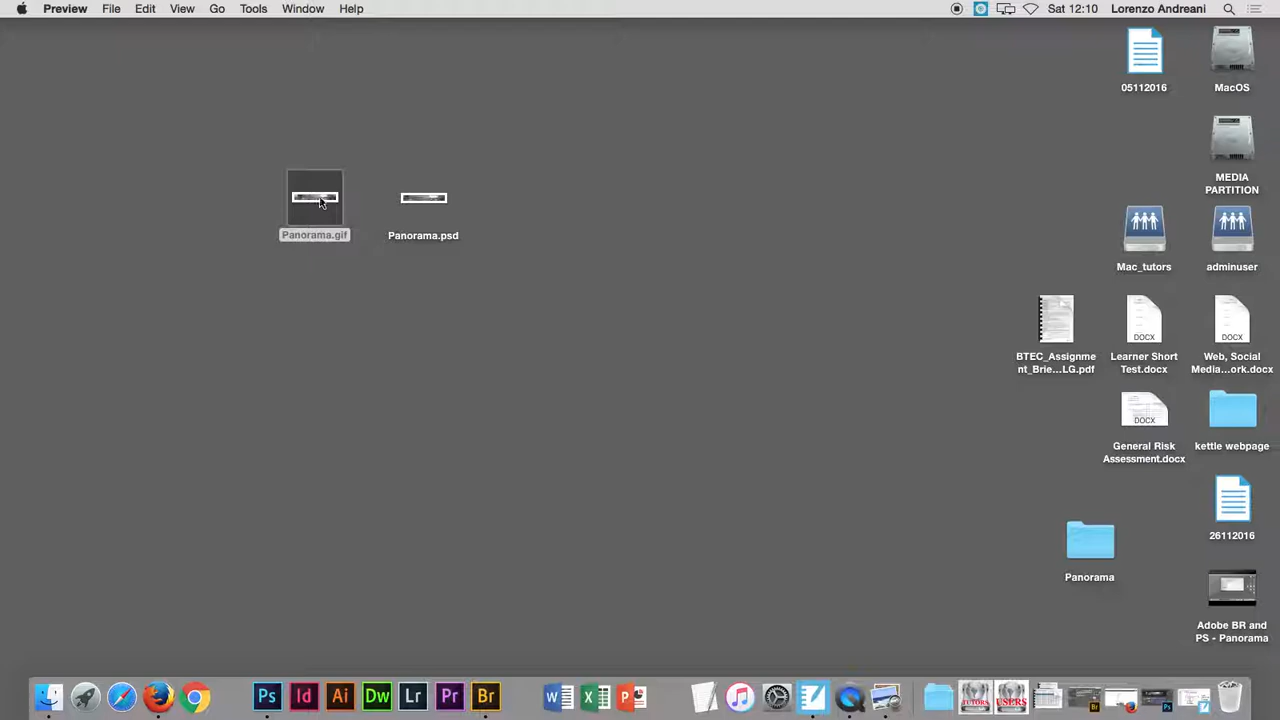 Preview File Edit View Go Tools Window Help Sat 12:10 Lorenzo Andreani
05112016
MacOS
MEDIA
PARTITION
Panorama.gif
Panorama.psd
Mac_tutors
adminuser
BTEC_Assignme
nt_Brie...LG.pdf
Learner Short
Test.docx
Web, Social
Media...ork.docx
DOCX
DOCX
DOCX
General Risk
Assessment.docx
kettle webpage
26112016
Panorama
Adobe BR and
PS - Panorama
Ps Id Ai Dw Lr Pr Br
TUTORS USERS